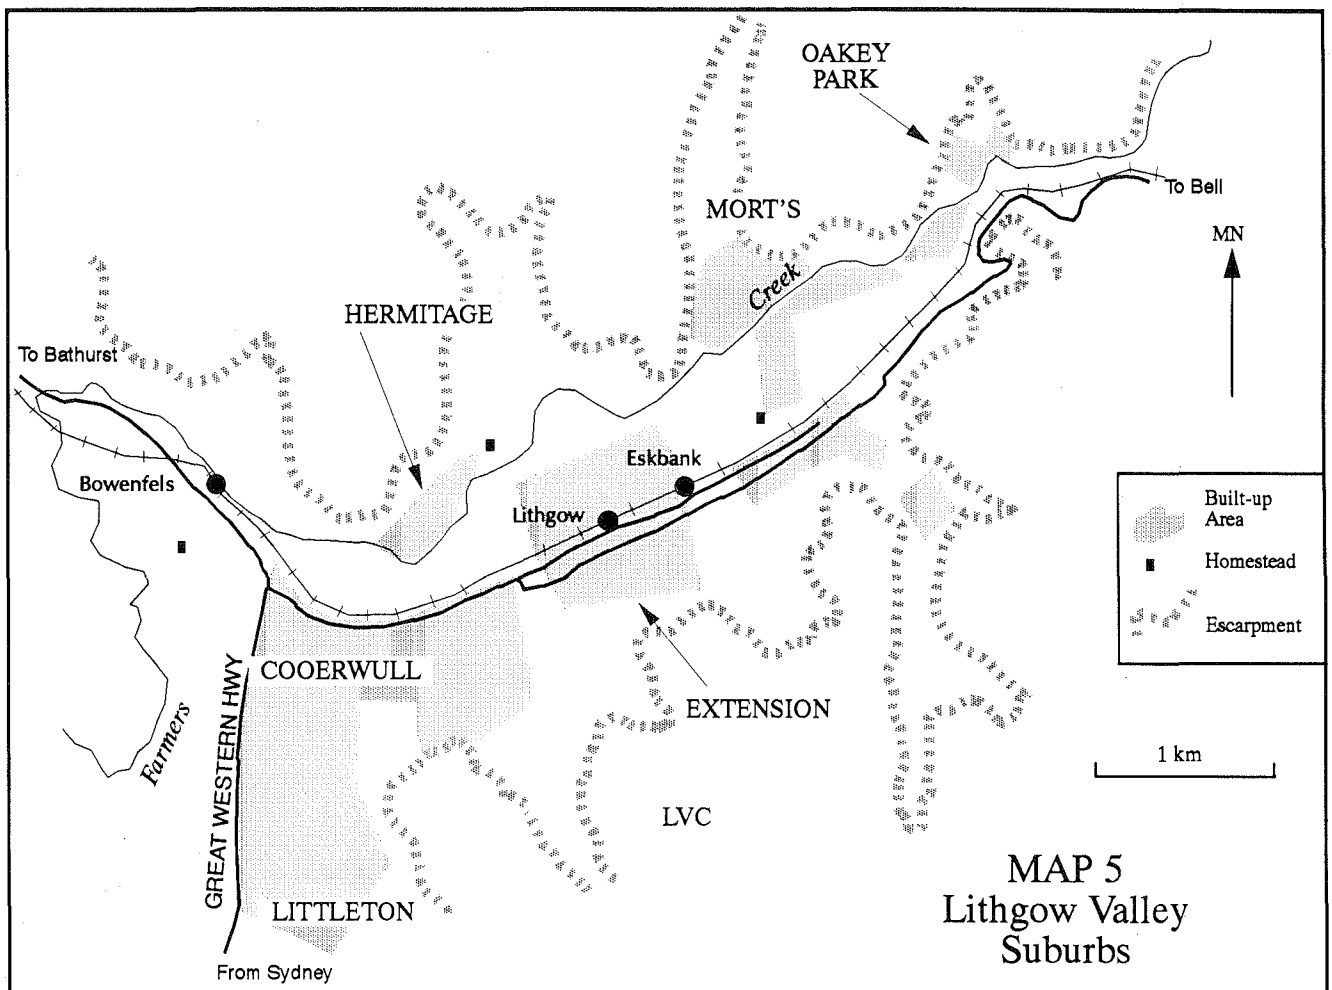 OAKEY
PARK
MORT'S
To Bell
MN
Creek
HERMITAGE
To Bathurst
Bowenfels
Eskbank
Lithgow
Built-up
Area
Homestead
Escarpment
COOERWULL
EXTENSION
Farmers
GREAT WESTERN HWY
1 km
LVC
LITTLETON
From Sydney
MAP 5
Lithgow Valley
Suburbs